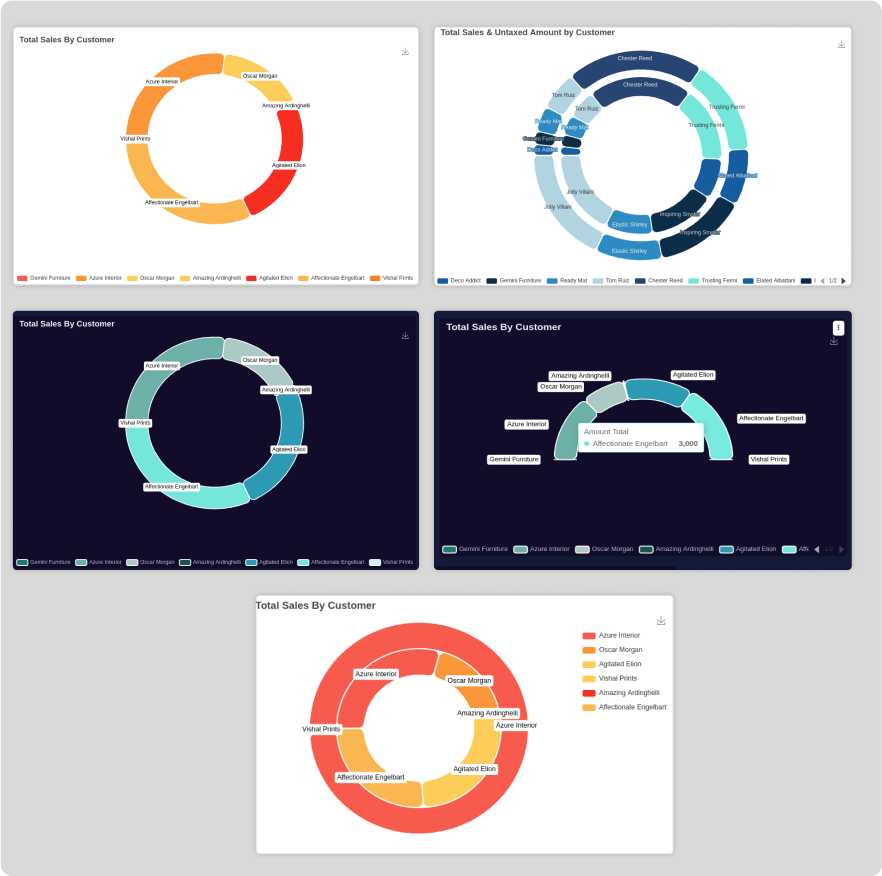 Total Sales By Customer
Oscar Morgan
Azure Interior
Amazing Ardinghelli
Vishal Prints
Agitated Elion
Affectionate Engelbart
Gemini Furniture Azure Interior Oscar Morgan Amazing Ardinghelli Agitated Elion Affectionate Engelbart Vishal Prints
Total Sales & Untaxed Amount by Customer
Chester Reed
Chester Reed
Tom Ruiz
Trusting Fermi
Tom Ruiz
Ready Mat
Trusting Fermi
Ready Mat
Gemini Furniture
Deco Addict
Elated Albattani
Jolly Villani
Jolly Villani
Inspiring Snyder
Elastic Shirley
Inspiring Snyder
Elastic Shirley
Deco Addict Gemini Furniture Ready Mat Tom Ruiz Chester Reed Trusting Fermi Elated Albattani I 1/2
Total Sales By Customer
Oscar Morgan
Azure Interior
Amazing Ardinghelli
Vishal Prints
Agitated Elion
Affectionate Engelbart
Gemini Furniture Azure Interior Oscar Morgan Amazing Ardinghelli Agitated Elion Affectionate Engelbart Vishal Prints
Total Sales By Customer
Amazing Ardinghelli Agitated Elion
Oscar Morgan
Azure Interior Affectionate Engelbart
Amount Total
Affectionate Engelbart 3,000
Gemini Furniture Vishal Prints
Gemini Furniture Azure Interior Oscar Morgan Amazing Ardinghelli Agitated Elion Affe 1/2
Total Sales By Customer
Azure Interior
Oscar Morgan
Agitated Elion
Vishal Prints
Amazing Ardinghelli
Affectionate Engelbart
Azure Interior
Oscar Morgan
Amazing Ardinghelli
Azure Interior
Vishal Prints
Agitated Elion
Affectionate Engelbart